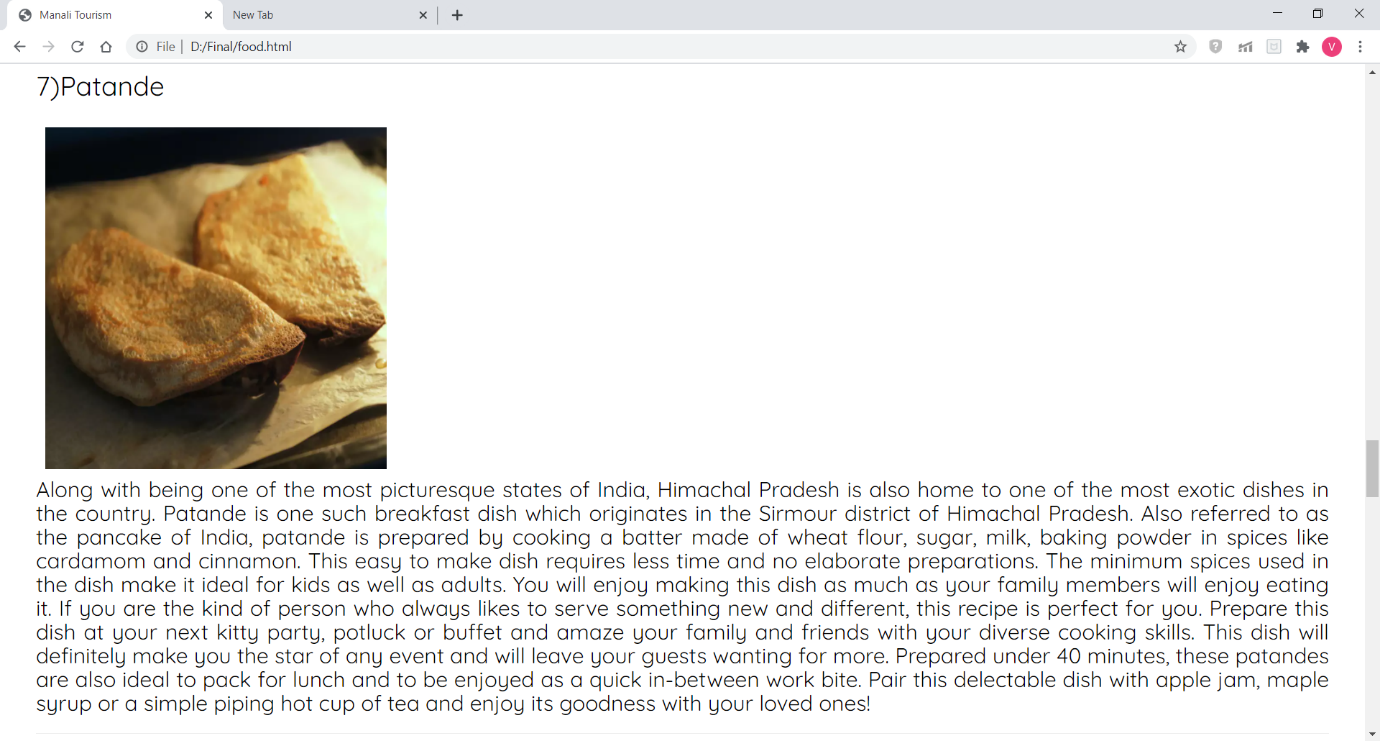 Manali Tourism
New Tab
File | D:/Final/food.html
V
7)Patande
Along with being one of the most picturesque states of India, Himachal Pradesh is also home to one of the most exotic dishes in
the country. Patande is one such breakfast dish which originates in the Sirmour district of Himachal Pradesh. Also referred to as
the pancake of India, patande is prepared by cooking a batter made of wheat flour, sugar, milk, baking powder in spices like
cardamom and cinnamon. This easy to make dish requires less time and no elaborate preparations. The minimum spices used in
the dish make it ideal for kids as well as adults. You will enjoy making this dish as much as your family members will enjoy eating
it. If you are the kind of person who always likes to serve something new and different, this recipe is perfect for you. Prepare this
dish at your next kitty party, potluck or buffet and amaze your family and friends with your diverse cooking skills. This dish will
definitely make you the star of any event and will leave your guests wanting for more. Prepared under 40 minutes, these patandes
are also ideal to pack for lunch and to be enjoyed as a quick in-between work bite. Pair this delectable dish with apple jam, maple
syrup or a simple piping hot cup of tea and enjoy its goodness with your loved ones!